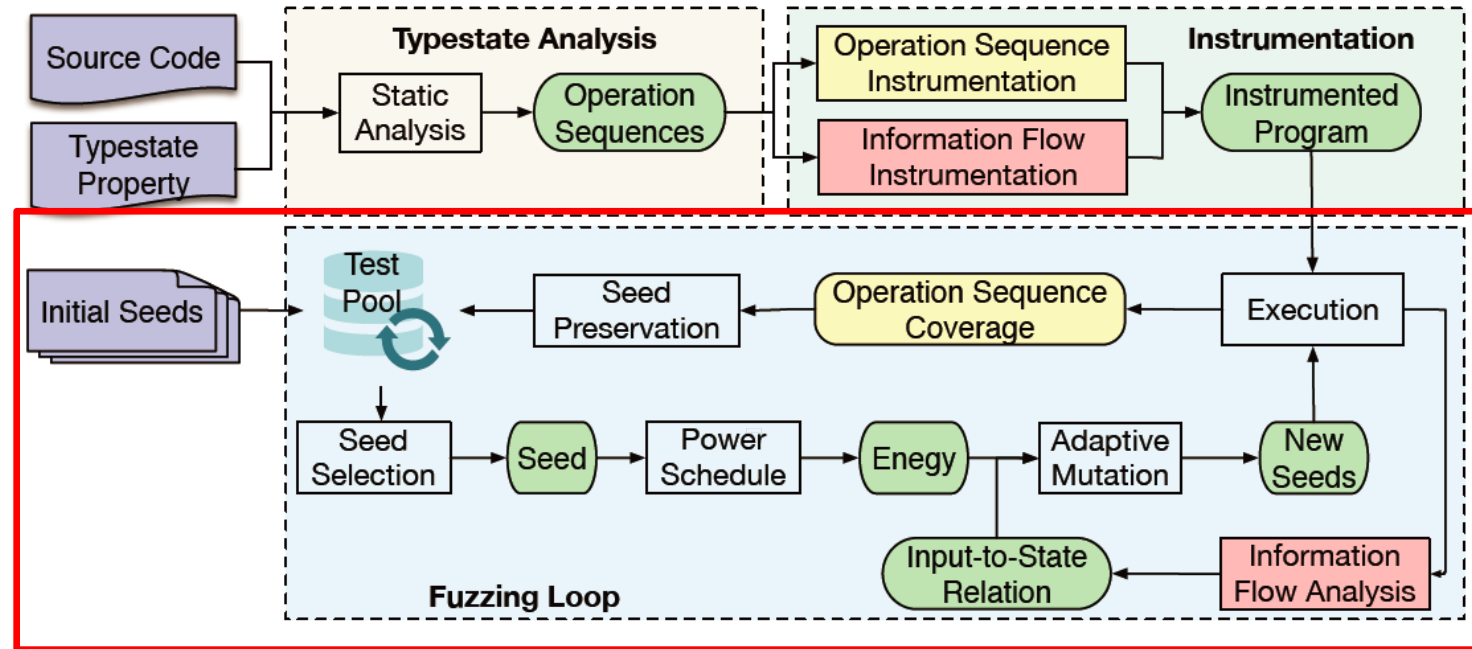 Source Code
Typestate
Property
Typestate Analysis
Static
Analysis
Operation
Sequences
Operation Sequence
Instrumentation
Information Flow
Instrumentation
Instrumentation
Instrumented
Program
Initial Seeds
Test
Pool
Seed
Preservation
Operation Sequence
Coverage
Execution
Seed
Selection
Seed
Power
Schedule
Enegy
Adaptive
Mutation
New
Seeds
Input-to-State
Relation
Information
Flow Analysis
Fuzzing Loop